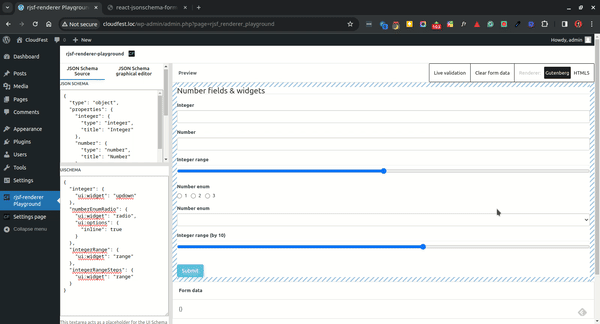 rjsf-renderer Playground
react-jsonschema-form
Not secure
cloudfest.loc/wp-admin/admin.php?page=rjsf_renderer_playground
CloudFest
0
New
Howdy, admin
Dashboard
Posts
Media
Pages
Comments
Appearance
Plugins
Users
Tools
Settings
rjsf-renderer
Playground
Settings page
Collapse menu
rjsf-renderer-playground
JSON Schema
Source
JSON Schema
graphical editor
JSON SCHEMA
{
"type": "object",
"properties": {
"integer": {
"type": "integer",
"title": "Integer"
},
"number": {
"type": "number",
"title": "Number"
UISCHEMA
{
"integer": {
"ui:widget": "updown"
},
"numberEnumRadio": {
"ui:widget": "radio",
"ui:options": {
"inline": true
}
},
"integerRange": {
"ui:widget": "range"
},
"integerRangeSteps": {
"ui:widget": "range"
}
}
This textarea acts as a placeholder for the UI Schema
Preview
Live validation
Clear form data
Renderer
Gutenberg
HTML5
Number fields & widgets
Integer
Number
Integer range
Number enum
1 2 3
Number enum
Integer range (by 10)
Submit
Form data
{}